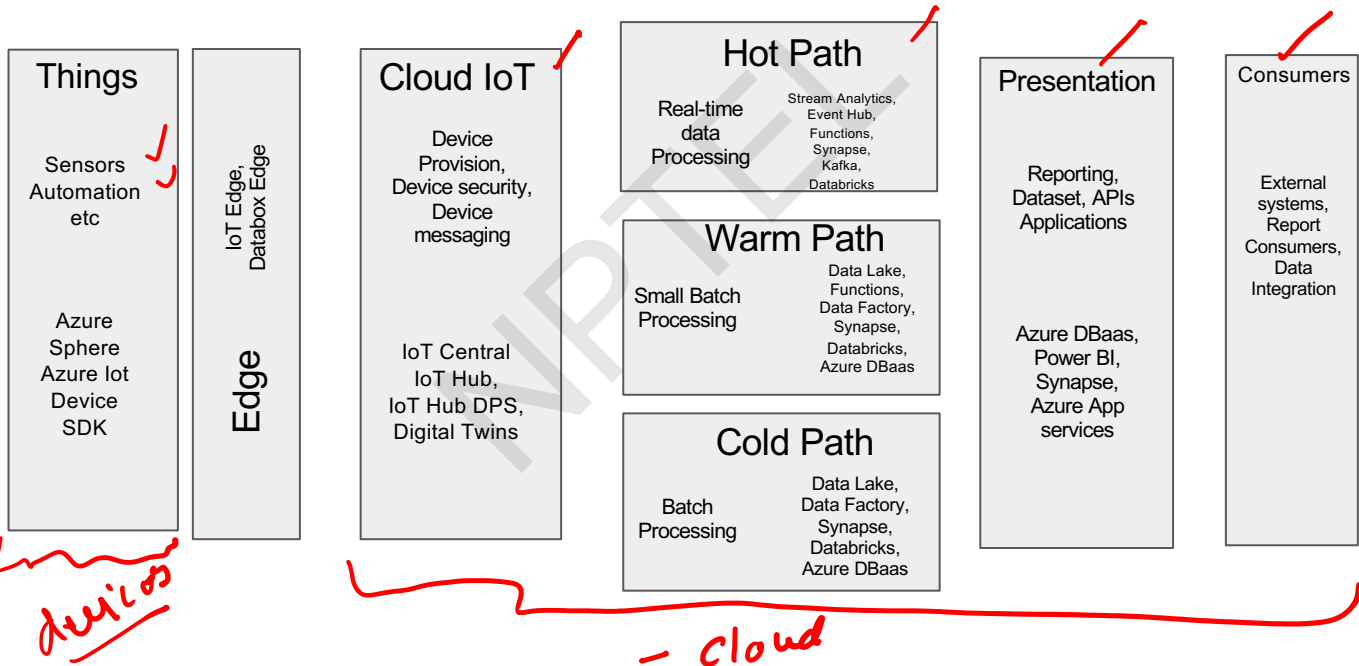 Things
Sensors
Automation
etc
Azure
Sphere
Azure Iot
Device
SDK
IoT Edge,
Databox Edge
Edge
Cloud IoT
Device
Provision,
Device security,
Device
messaging
IoT Central
IoT Hub,
IoT Hub DPS,
Digital Twins
Hot Path
Real-time
data
Processing
Stream Analytics,
Event Hub,
Functions,
Synapse,
Kafka,
Databricks
Warm Path
Small Batch
Processing
Data Lake,
Functions,
Data Factory,
Synapse,
Databricks,
Azure DBaas
Cold Path
Batch
Processing
Data Lake,
Data Factory,
Synapse,
Databricks,
Azure DBaas
Presentation
Reporting,
Dataset, APIs
Applications
Azure DBaas,
Power BI,
Synapse,
Azure App
services
Consumers
External
systems,
Report
Consumers,
Data
Integration
NPTEL
devices
- cloud